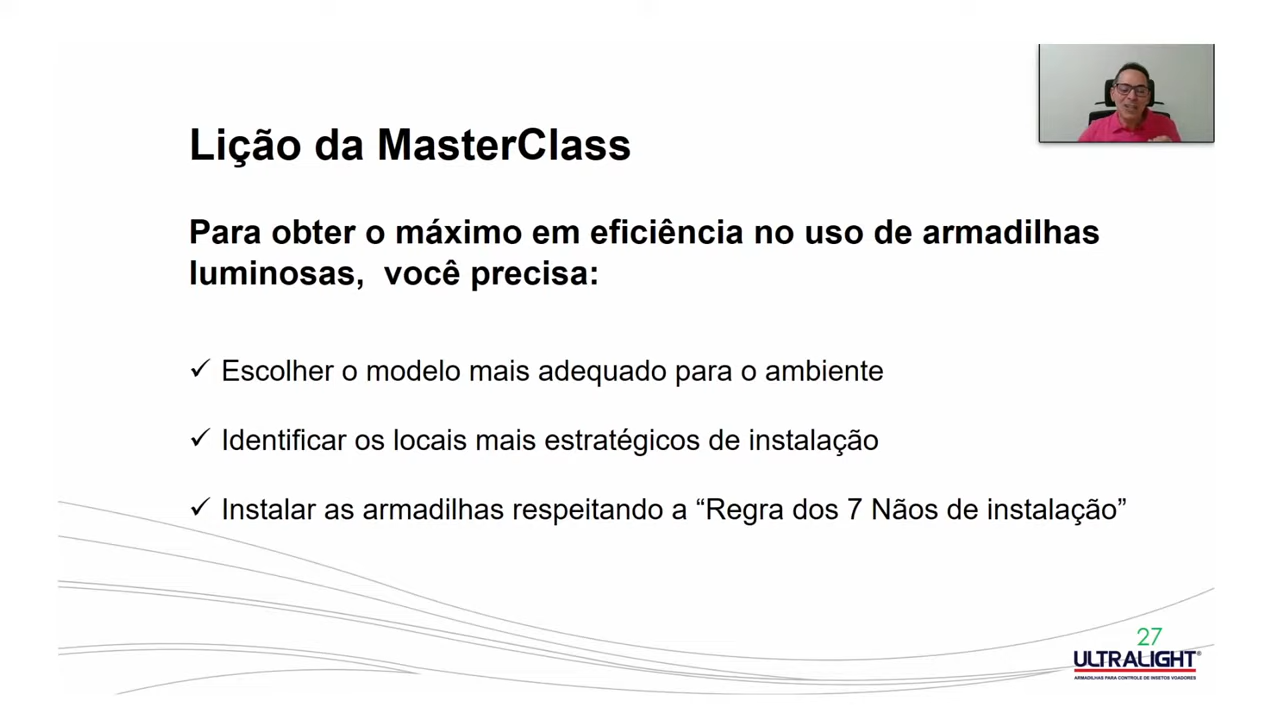 Lição da MasterClass
Para obter o máximo em eficiência no uso de armadilhas
luminosas, você precisa:
✓ Escolher o modelo mais adequado para o ambiente
✓ Identificar os locais mais estratégicos de instalação
✓ Instalar as armadilhas respeitando a “Regra dos 7 Nãos de instalação”
27
ULTRALIGHT®
ARMADILHAS PARA CONTROLE DE INSETOS VOADORES